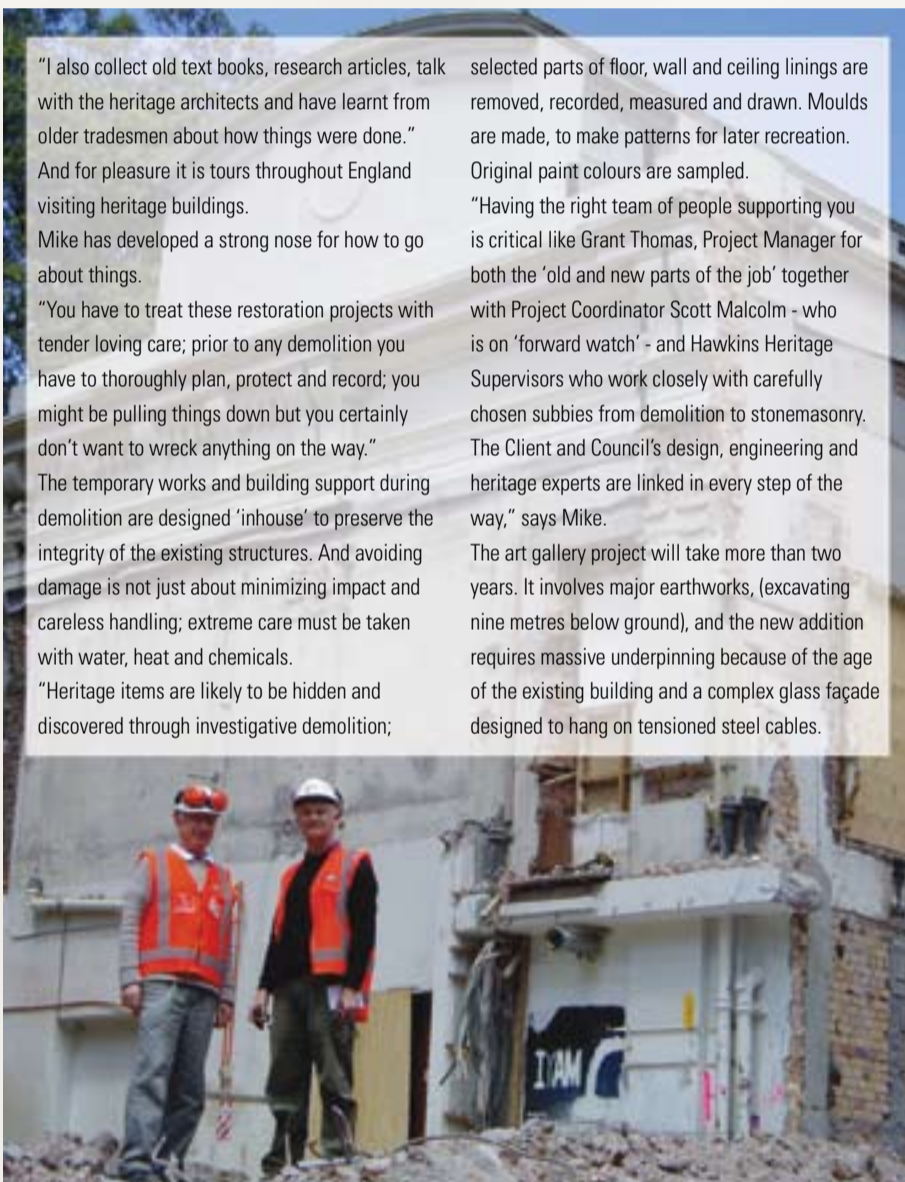 “I also collect old text books, research articles, talk
with the heritage architects and have learnt from
older tradesmen about how things were done.”
And for pleasure it is tours throughout England
visiting heritage buildings.
Mike has developed a strong nose for how to go
about things.
“You have to treat these restoration projects with
tender loving care; prior to any demolition you
have to thoroughly plan, protect and record; you
might be pulling things down but you certainly
don’t want to wreck anything on the way.”
The temporary works and building support during
demolition are designed ‘inhouse’ to preserve the
integrity of the existing structures. And avoiding
damage is not just about minimizing impact and
careless handling; extreme care must be taken
with water, heat and chemicals.
“Heritage items are likely to be hidden and
discovered through investigative demolition;
selected parts of floor, wall and ceiling linings are
removed, recorded, measured and drawn. Moulds
are made, to make patterns for later recreation.
Original paint colours are sampled.
“Having the right team of people supporting you
is critical like Grant Thomas, Project Manager for
both the ‘old and new parts of the job’ together
with Project Coordinator Scott Malcolm - who
is on ‘forward watch’ - and Hawkins Heritage
Supervisors who work closely with carefully
chosen subbies from demolition to stonemasonry.
The Client and Council’s design, engineering and
heritage experts are linked in every step of the
way,” says Mike.
The art gallery project will take more than two
years. It involves major earthworks, (excavating
nine metres below ground), and the new addition
requires massive underpinning because of the age
of the existing building and a complex glass façade
designed to hang on tensioned steel cables.
I AM